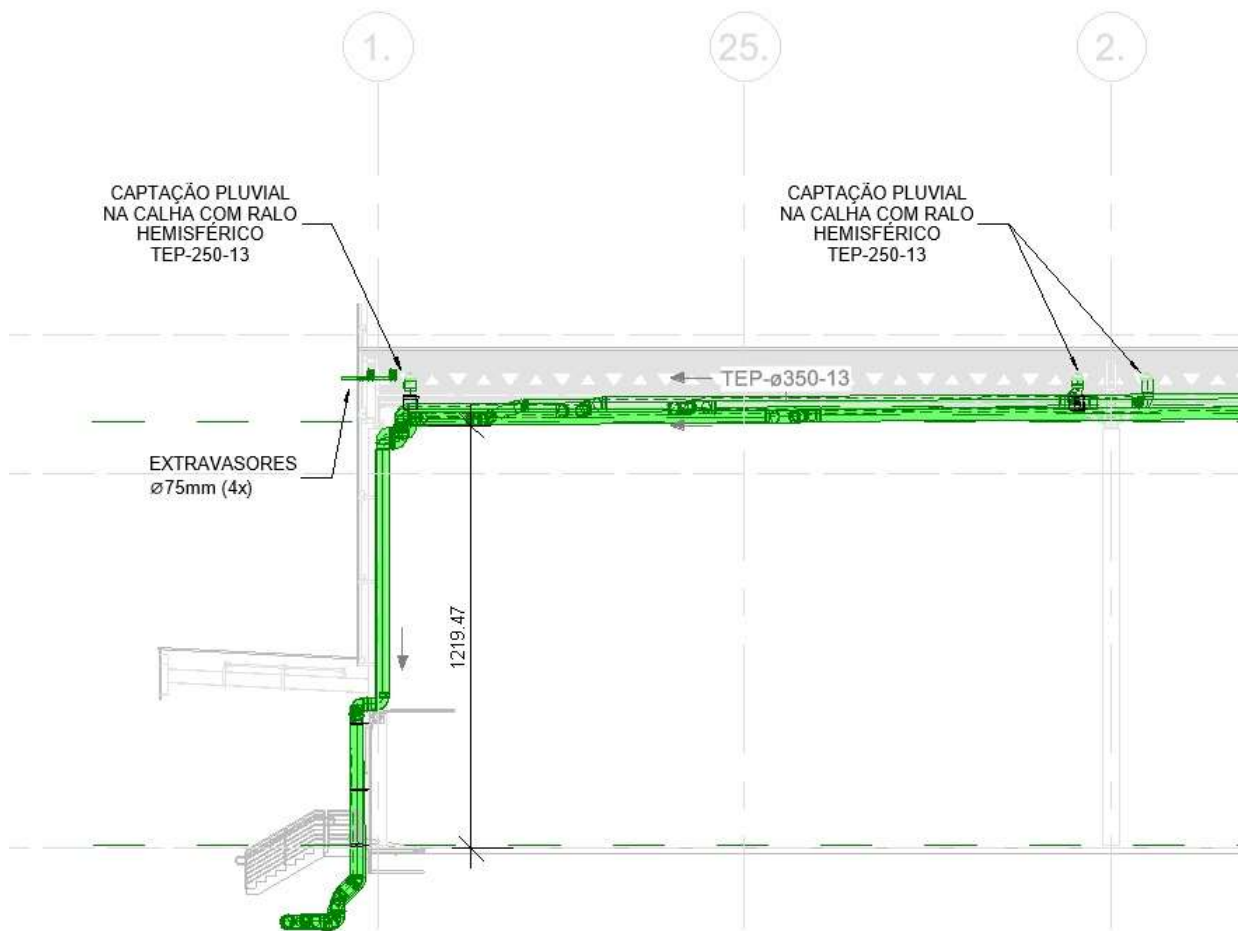 1.
25.
2.
CAPTAÇÃO PLUVIAL
NA CALHA COM RALO
HEMISFÉRICO
TEP-250-13
CAPTAÇÃO PLUVIAL
NA CALHA COM RALO
HEMISFÉRICO
TEP-250-13
TEP-ø350-13
EXTRAVASORES
Ø75mm (4x)
1219.47